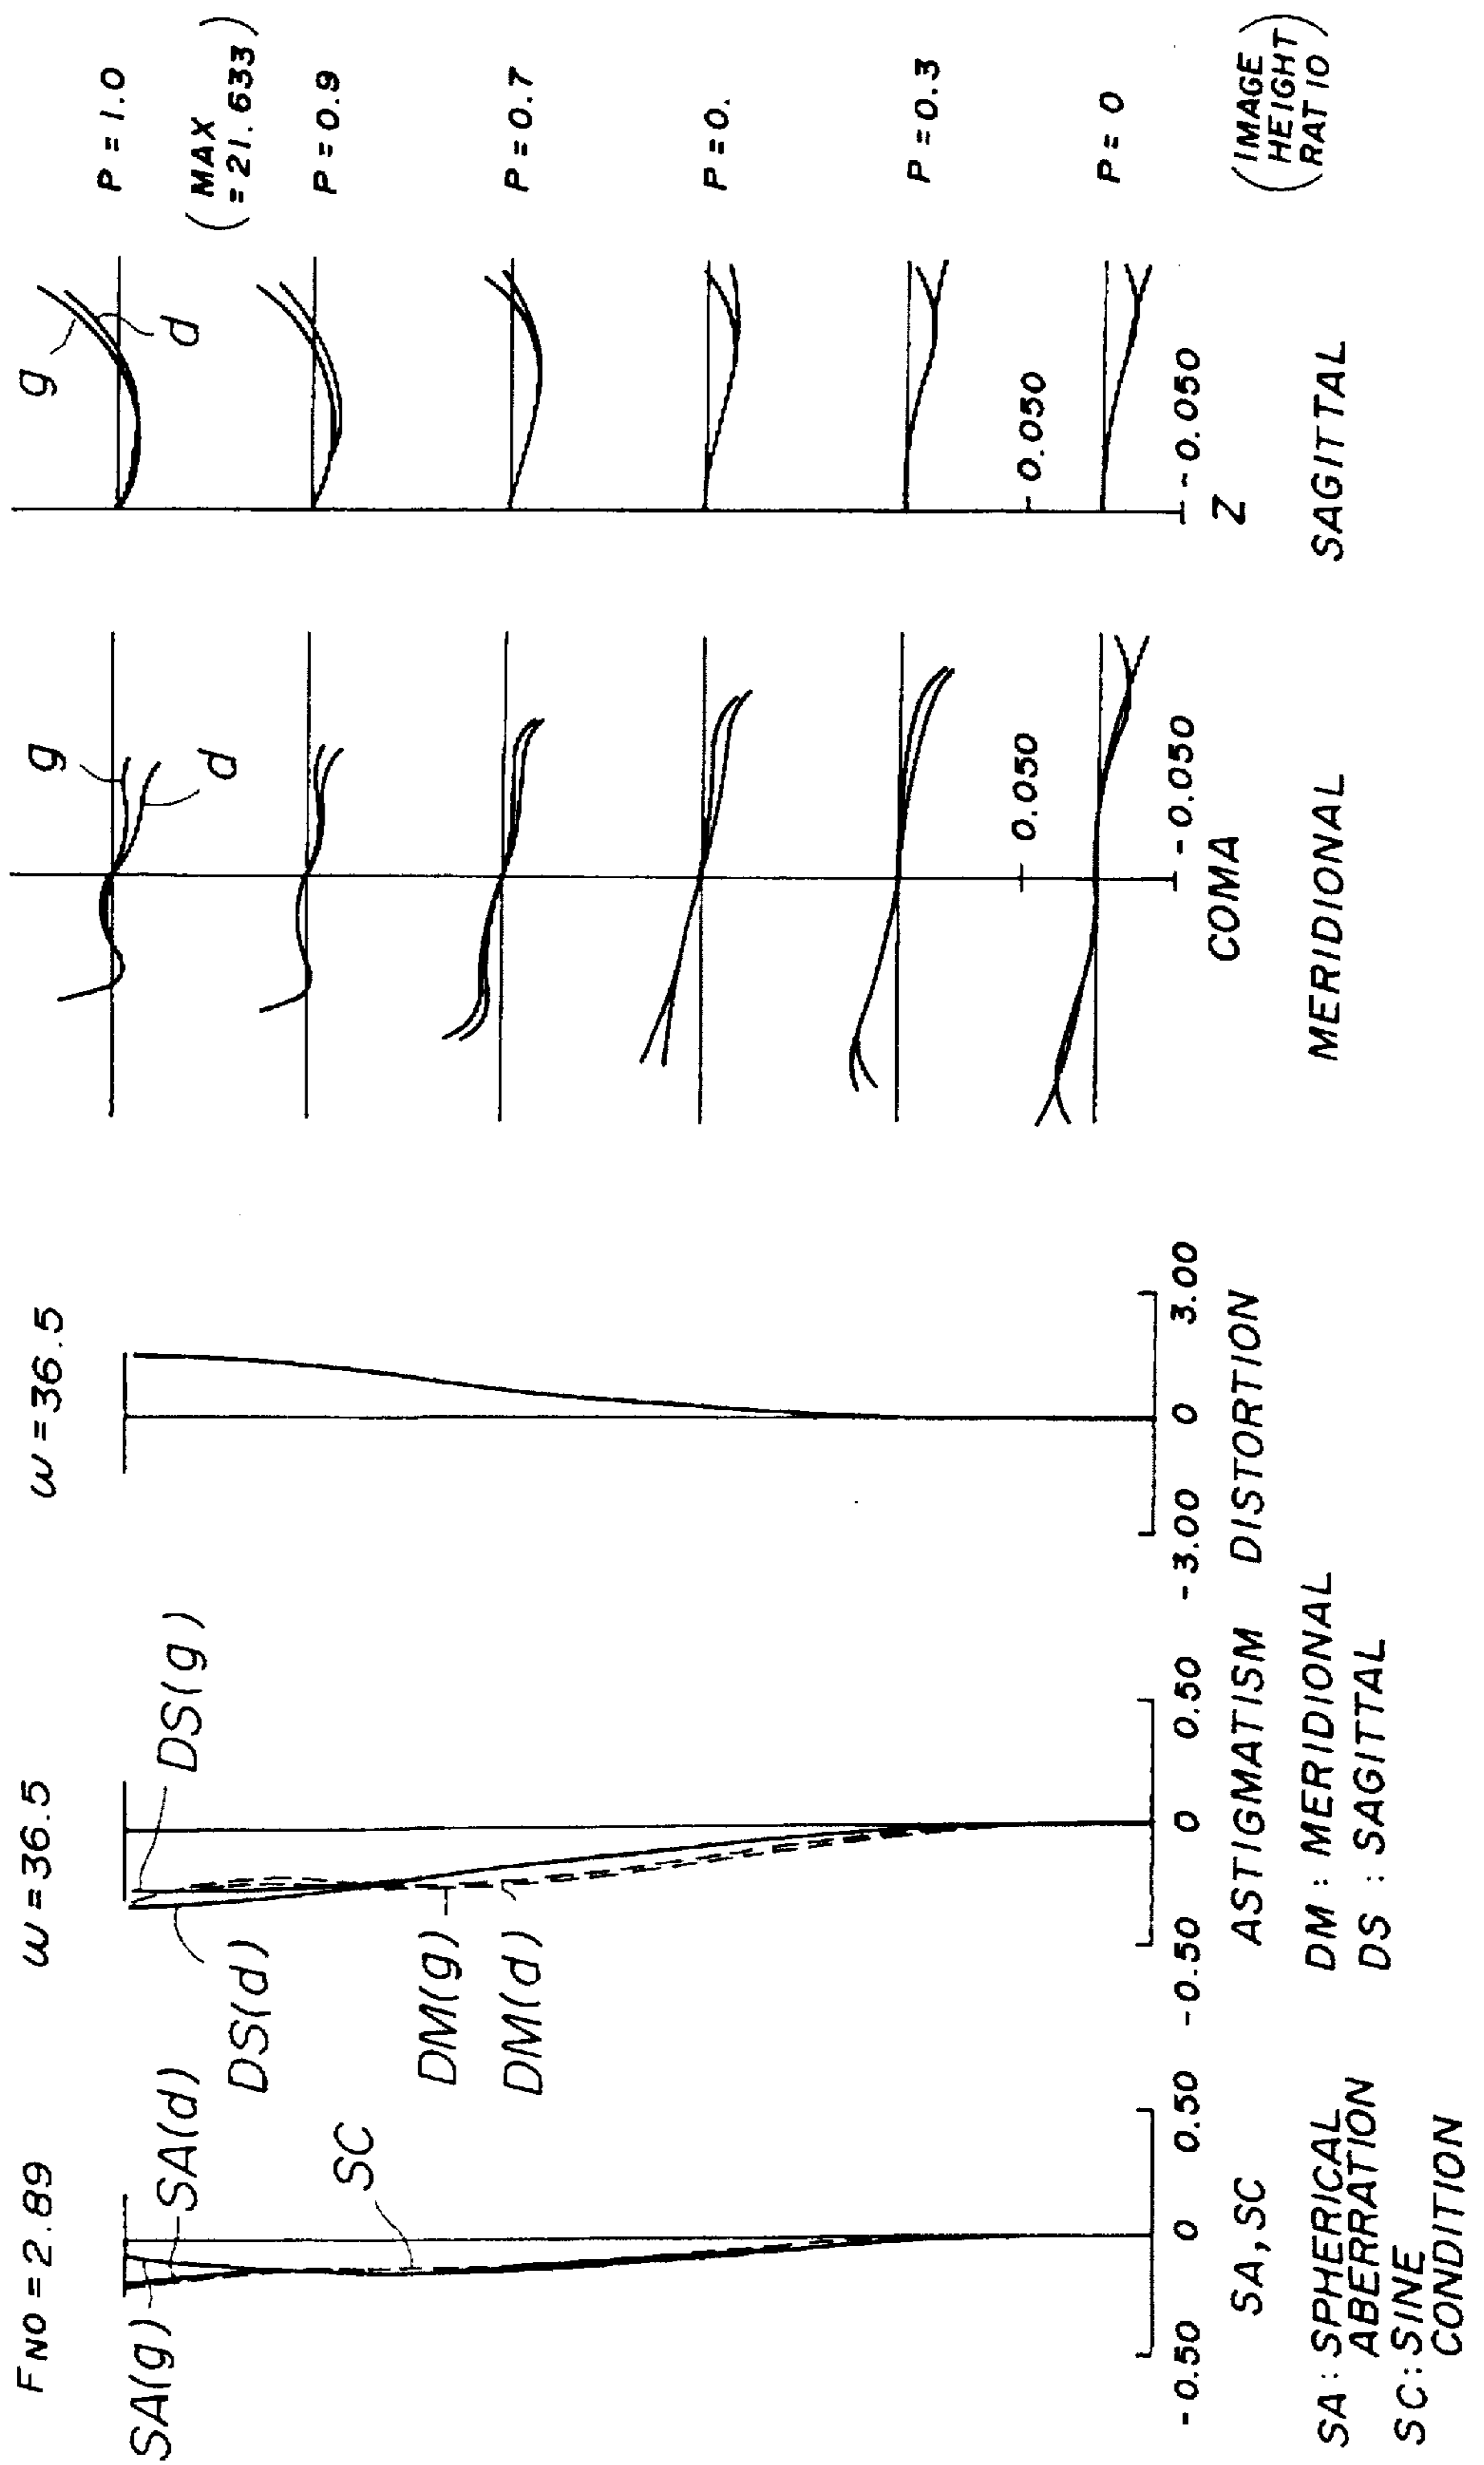 FNO=2.89
SA(g)
SA(d)
SC
-0.50 0 0.50
SA,SC
SA : SPHERICAL
ABERRATION
SC : SINE
CONDITION
ω=36.5
DS(g)
DS(d)
DM(g)
DM(d)
-0.50 0 0.50
ASTIGMATISM
DM : MERIDIONAL
DS : SAGITTAL
ω=36.5
-3.00 0 3.00
DISTORTION
g
d
0.050
-0.050
COMA
MERIDIONAL
g
d
0.050
-0.050
Z
SAGITTAL
P=1.0
(MAX
=21.633)
P=0.9
P=0.7
P=0.
P=0.3
P=0
(IMAGE
HEIGHT
RATIO)